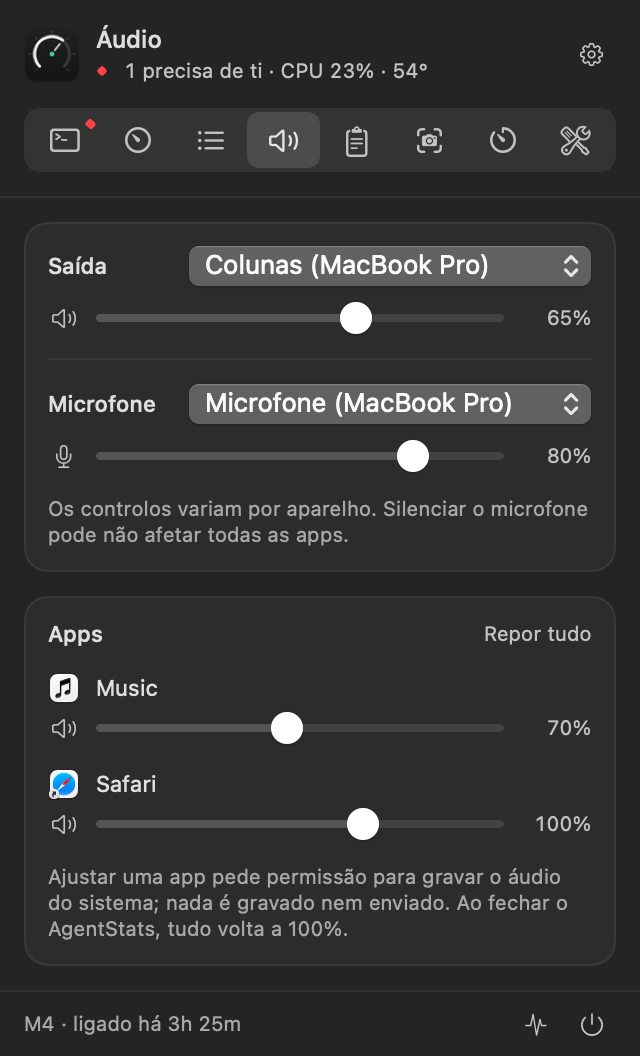 Áudio
1 precisa de ti · CPU 23% · 54°
Saída
Colunas (MacBook Pro)
65%
Microfone
Microfone (MacBook Pro)
80%
Os controlos variam por aparelho. Silenciar o microfone
pode não afetar todas as apps.
Apps
Repor tudo
Music
70%
Safari
100%
Ajustar uma app pede permissão para gravar o áudio
do sistema; nada é gravado nem enviado. Ao fechar o
AgentStats, tudo volta a 100%.
M4 · ligado há 3h 25m